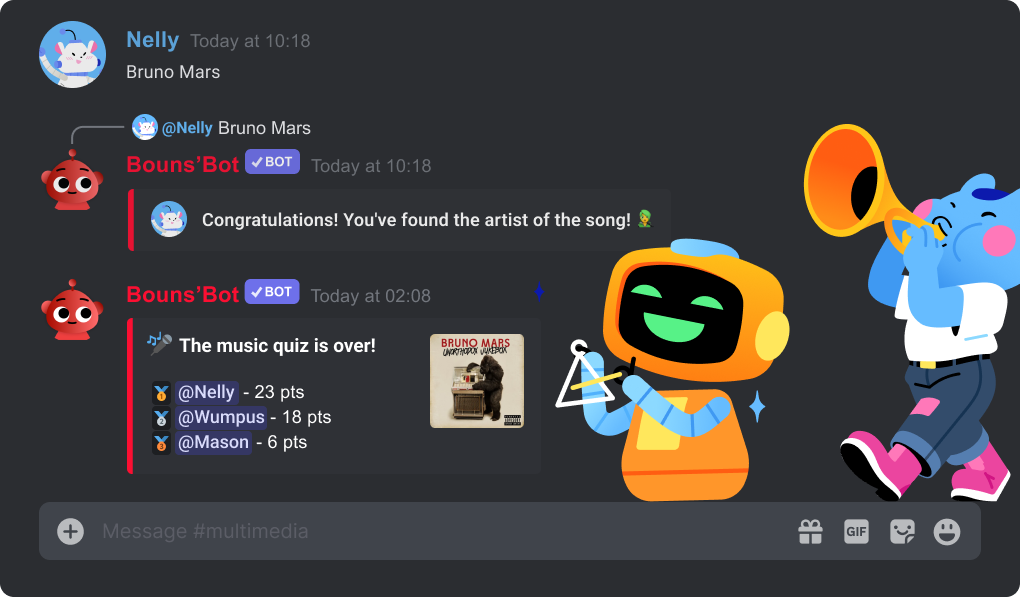 Nelly Today at 10:18
Bruno Mars
@Nelly Bruno Mars
Bouns'Bot ✓ BOT Today at 10:18
Congratulations! You've found the artist of the song!
Bouns'Bot ✓ BOT Today at 02:08
The music quiz is over!
BRUNO MARS
UNORTHODOX JUKEBOX
@Nelly - 23 pts
@Wumpus - 18 pts
@Mason - 6 pts
Message #multimedia
GIF